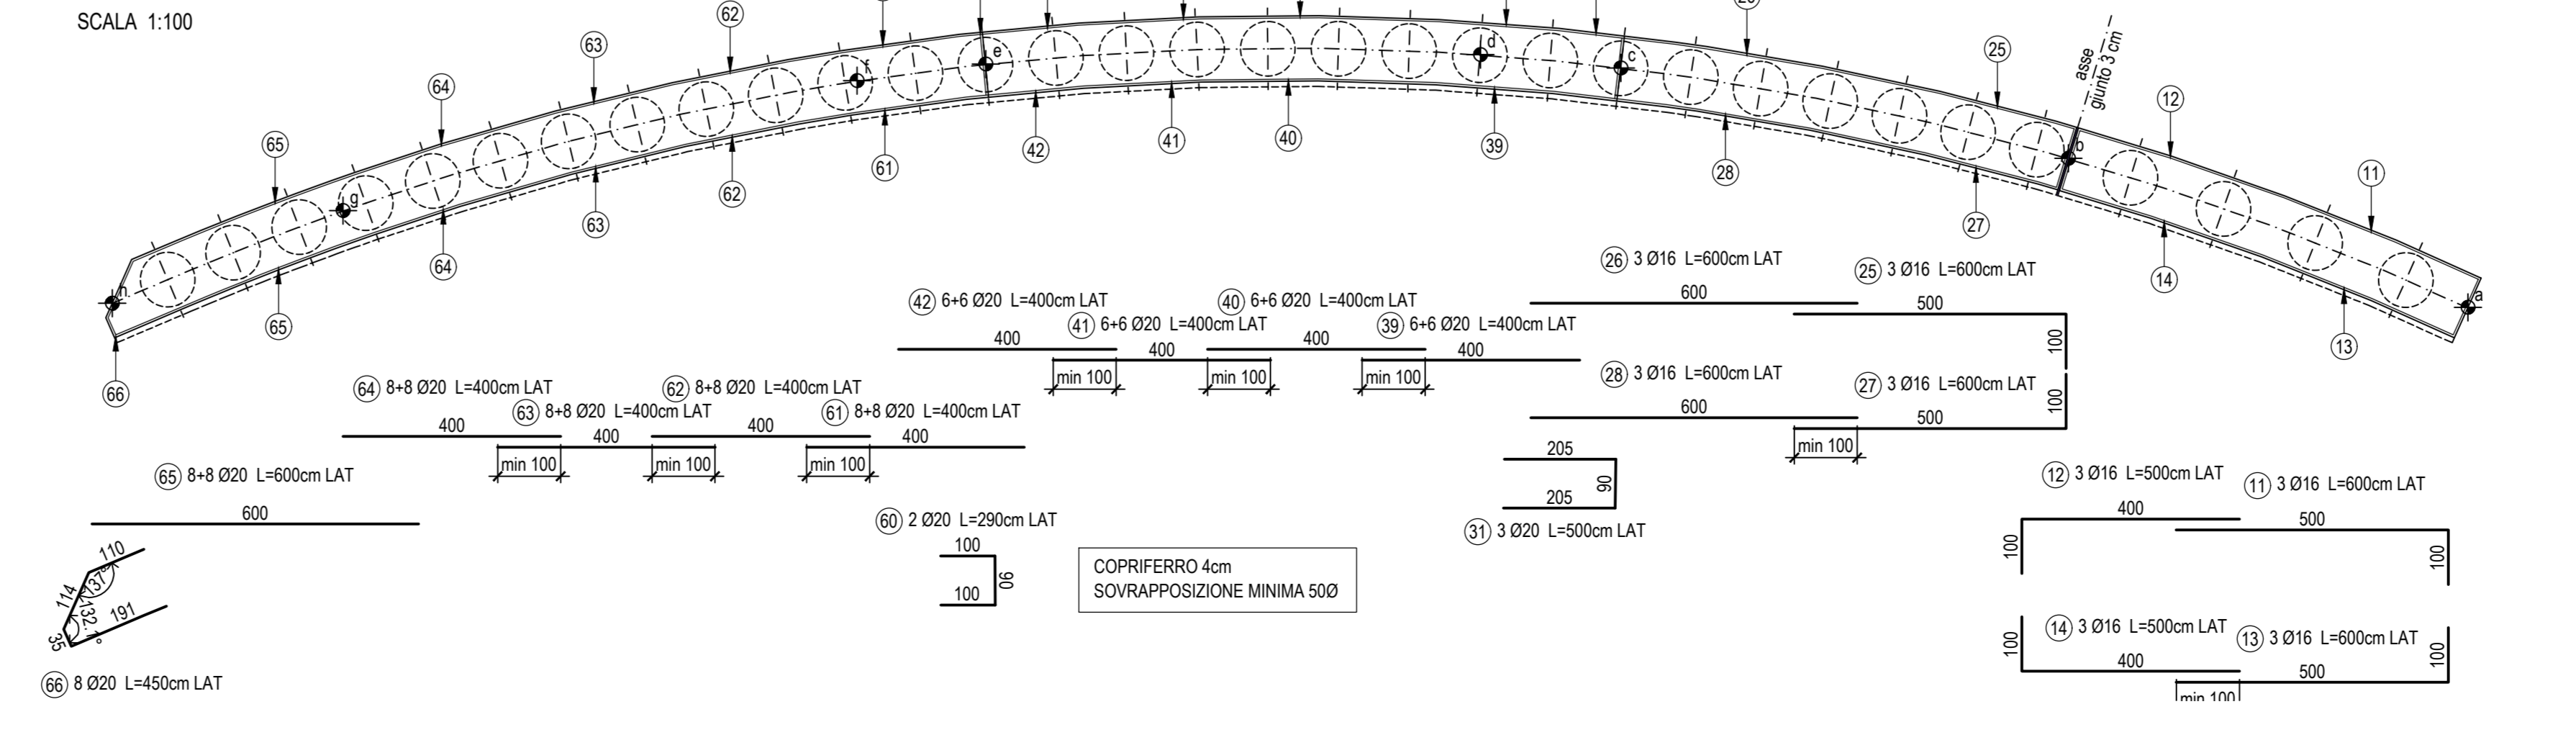 SCALA 1:100
62
63
64
65
25
12
11
asse
giunto 3 cm
a
b
c
d
e
f
g
h
66
65
64
63
62
61
42
41
40
39
28
27
14
13
26 3 Ø16 L=600cm LAT
600
25 3 Ø16 L=600cm LAT
500
100
42 6+6 Ø20 L=400cm LAT
400
41 6+6 Ø20 L=400cm LAT
400
40 6+6 Ø20 L=400cm LAT
400
39 6+6 Ø20 L=400cm LAT
400
min 100
min 100
min 100
28 3 Ø16 L=600cm LAT
600
27 3 Ø16 L=600cm LAT
500
100
min 100
64 8+8 Ø20 L=400cm LAT
400
63 8+8 Ø20 L=400cm LAT
400
62 8+8 Ø20 L=400cm LAT
400
61 8+8 Ø20 L=400cm LAT
400
min 100
min 100
min 100
205
90
205
31 3 Ø20 L=500cm LAT
65 8+8 Ø20 L=600cm LAT
600
60 2 Ø20 L=290cm LAT
100
90
100
COPRIFERRO 4cm
SOVRAPPOSIZIONE MINIMA 50Ø
12 3 Ø16 L=500cm LAT
400
100
11 3 Ø16 L=600cm LAT
500
100
110
137°
114
132.1°
191
35
66 8 Ø20 L=450cm LAT
14 3 Ø16 L=500cm LAT
400
100
13 3 Ø16 L=600cm LAT
500
100
min 100